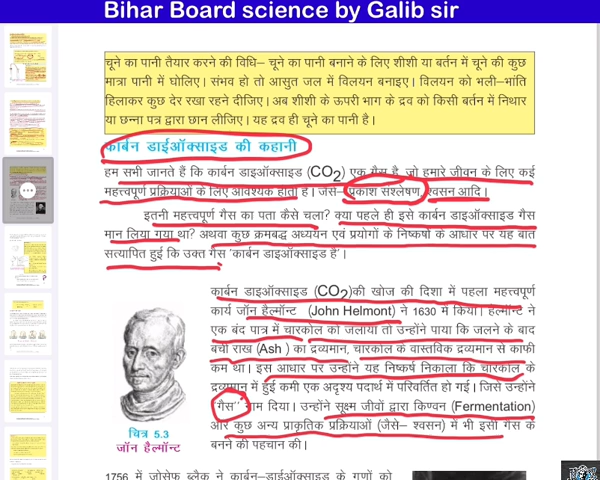 Bihar Board science by Galib sir
चूने का पानी तैयार करने की विधि– चूने का पानी बनाने के लिए शीशी या बर्तन में चूने की कुछ
मात्रा पानी में घोलिए। संभव हो तो आसुत जल में विलयन बनाइए। विलयन को भली–भांति
हिलाकर कुछ देर रखा रहने दीजिए। अब शीशी के ऊपरी भाग के द्रव को किसी बर्तन में निथार
या छन्ना पत्र द्वारा छान लीजिए। यह द्रव ही चूने का पानी है।
कार्बन डाईऑक्साइड की कहानी
हम सभी जानते हैं कि कार्बन डाइऑक्साइड (CO2) एक गैस है, जो हमारे जीवन के लिए कई
महत्त्वपूर्ण प्रक्रियाओं के लिए आवश्यक होता है। जैसे– प्रकाश संश्लेषण, श्वसन आदि।
इतनी महत्त्वपूर्ण गैस का पता कैसे चला? क्या पहले ही इसे कार्बन डाइऑक्साइड गैस
मान लिया गया था? अथवा कुछ क्रमबद्ध अध्ययन एवं प्रयोगों के निष्कर्षों के आधार पर यह बात
सत्यापित हुई कि उक्त गैस 'कार्बन डाइऑक्साइड है'।
कार्बन डाइऑक्साइड (CO2)की खोज की दिशा में पहला महत्त्वपूर्ण
कार्य जॉन हैल्मॉन्ट (John Helmont) ने 1630 में किया। हैल्मॉन्ट ने
एक बंद पात्र में चारकोल को जलाया तो उन्होंने पाया कि जलने के बाद
बची राख (Ash ) का द्रव्यमान, चारकोल के वास्तविक द्रव्यमान से काफी
कम था। इस आधार पर उन्होंने यह निष्कर्ष निकाला कि चारकोल के
द्रव्यमान में हुई कमी एक अदृश्य पदार्थ में परिवर्तित हो गई। जिसे उन्होंने
'गैस' नाम दिया। उन्होंने सूक्ष्म जीवों द्वारा किण्वन (Fermentation)
और कुछ अन्य प्राकृतिक प्रक्रियाओं (जैसे– श्वसन) में भी इसी गैस के
बनने की पहचान की।
चित्र 5.3
जॉन हैल्मॉन्ट
1756 में जोसेफ ब्लैक ने कार्बन–डाईऑक्साइड के गुणों को